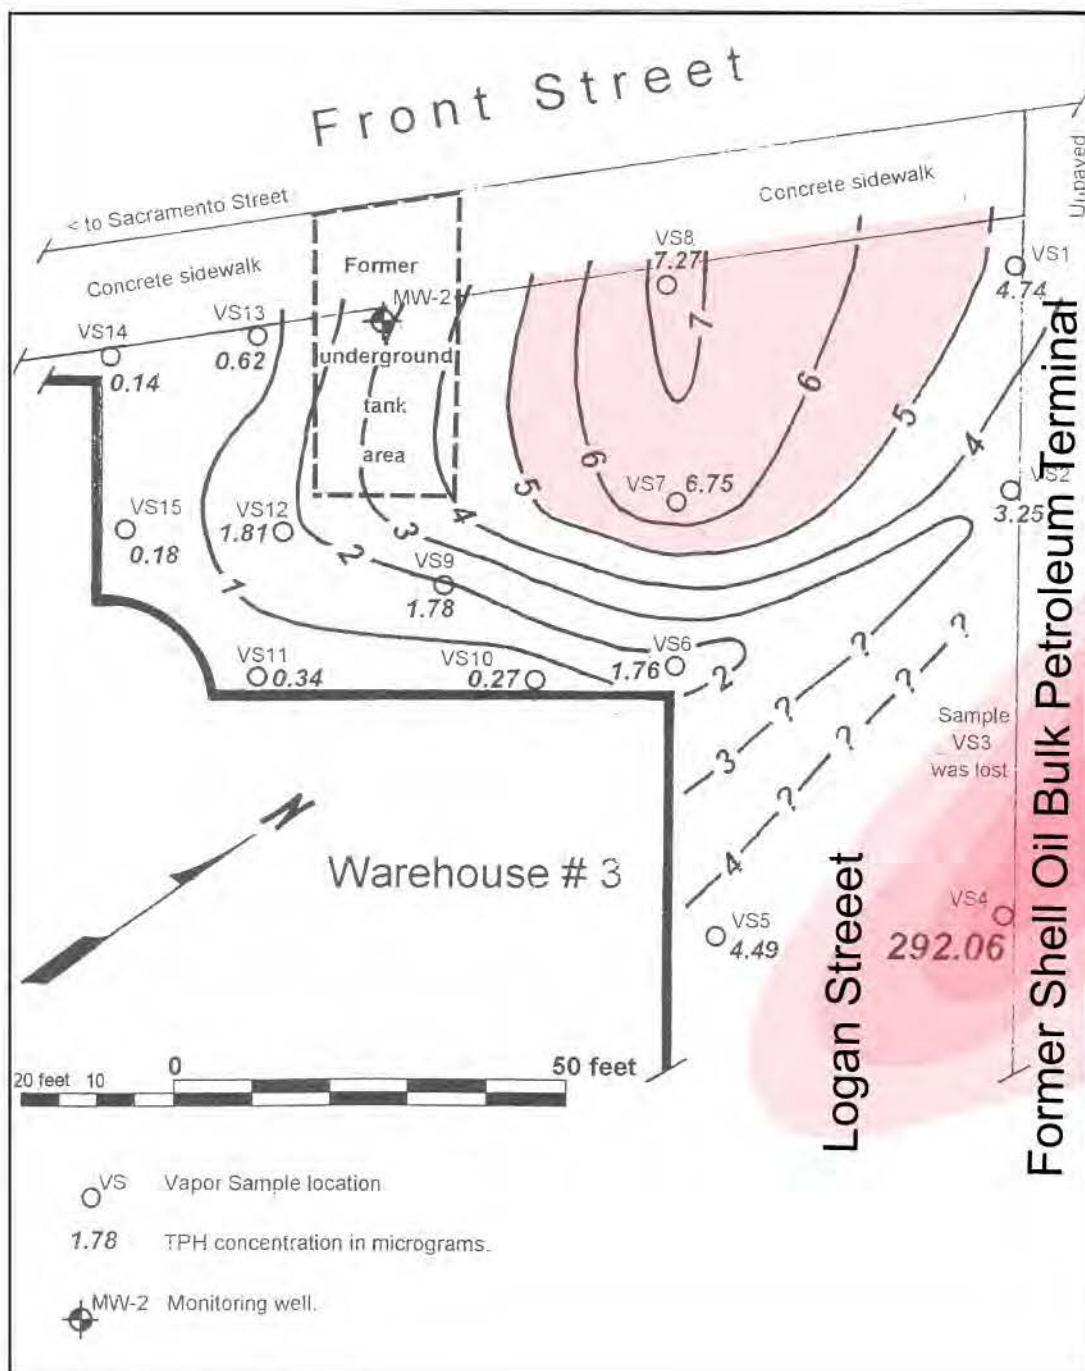 Front Street
< to Sacramento Street
Concrete sidewalk
Unpaved
Concrete sidewalk
VS8
7.27
VS1
4.74
Former
MW-2
underground
tank
area
VS13
0.62
VS14
0.14
7
6
6
5
5
4
4
3
2
1
VS7 6.75
VS2
3.25
VS15
0.18
VS12
1.81
VS9
1.78
VS6
1.76
2
VS11
0.34
VS10
0.27
?
?
?
?
3
?
?
?
4
Sample
VS3
was lost
N
Warehouse # 3
VS5
4.49
VS4
292.06
Logan Streeet
Former Shell Oil Bulk Petroleum Terminal
20 feet 10 0 50 feet
VS Vapor Sample location
1.78 TPH concentration in micrograms.
MW-2 Monitoring well.